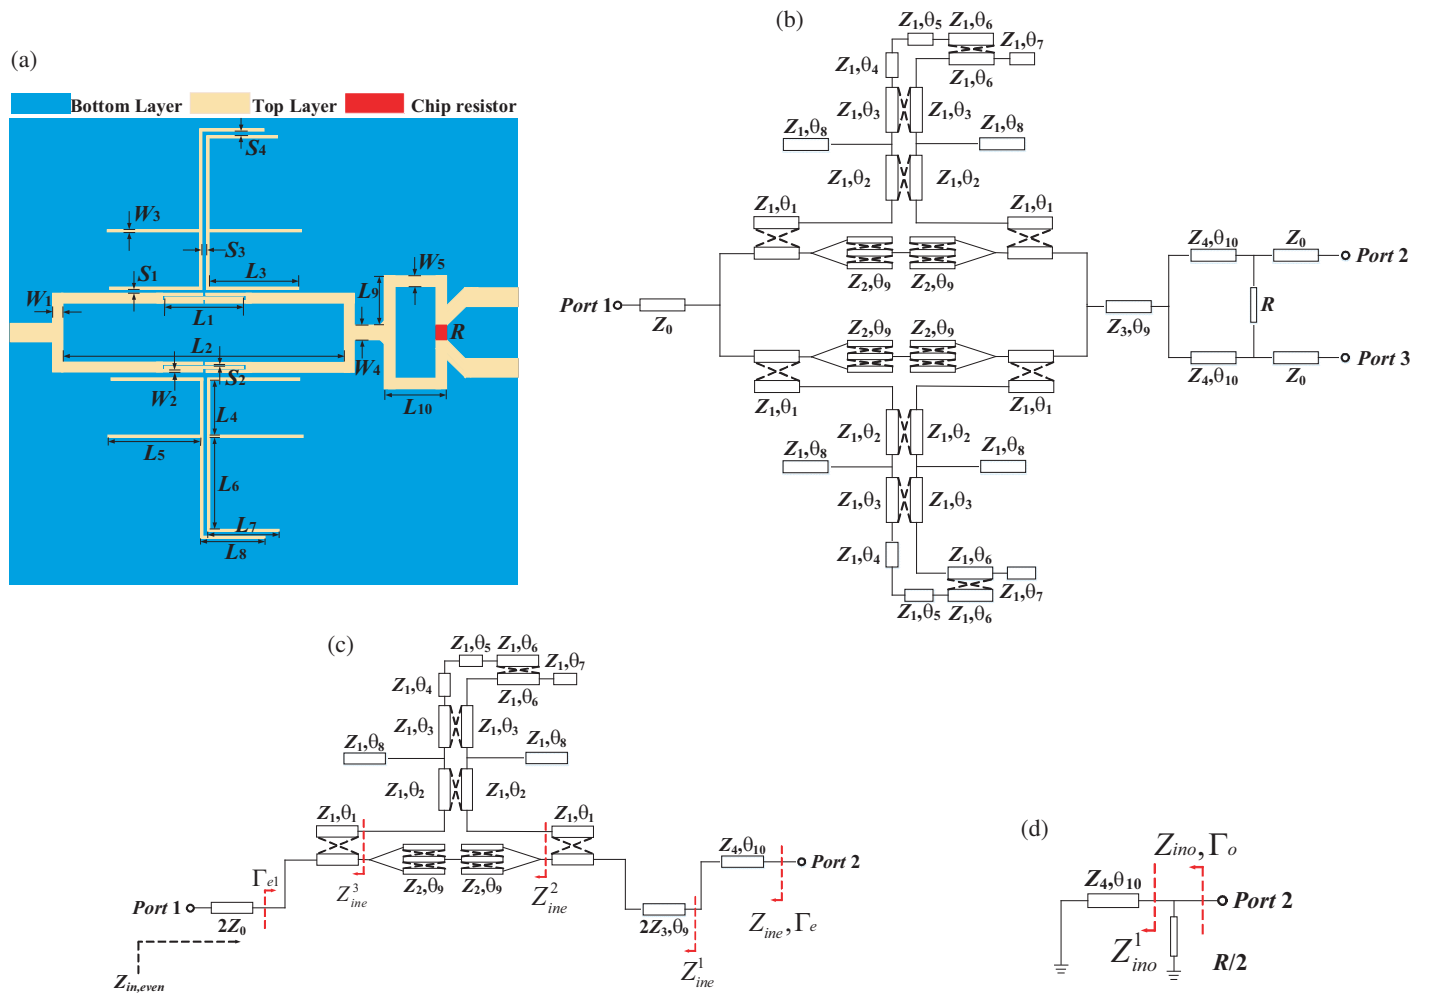 (a)
Bottom Layer Top Layer Chip resistor
S4
W3
S3
S1 L3
W1
L1
L2
W2 S2
L4
L5
L6
L7
L8
L9 W5
R
W4
L10
(b)
Z1,θ5 Z1,θ6
Z1,θ7
Z1,θ4
Z1,θ6
Z1,θ3 Z1,θ3
Z1,θ8 Z1,θ8
Z1,θ2 Z1,θ2
Z1,θ1 Z1,θ1
Z2,θ9 Z2,θ9
Port 1
Z0
Z2,θ9 Z2,θ9
Z1,θ1 Z1,θ1
Z1,θ2 Z1,θ2
Z1,θ8 Z1,θ8
Z1,θ3 Z1,θ3
Z1,θ4 Z1,θ6
Z1,θ7
Z1,θ5 Z1,θ6
Z3,θ9
Z4,θ10 Z0
Port 2
R
Port 3
Z4,θ10 Z0
(c)
Z1,θ5 Z1,θ6
Z1,θ7
Z1,θ4
Z1,θ6
Z1,θ3 Z1,θ3
Z1,θ8 Z1,θ8
Z1,θ2 Z1,θ2
Z1,θ1 Z1,θ1
Z2,θ9 Z2,θ9
Γe1 Z³ine Z²ine
Port 1
2Z0
Zin,even
2Z3,θ9
Z¹ine
Z4,θ10
Port 2
Zine,Γe
(d)
Zino,Γo
Z4,θ10
Port 2
Z¹ino
R/2